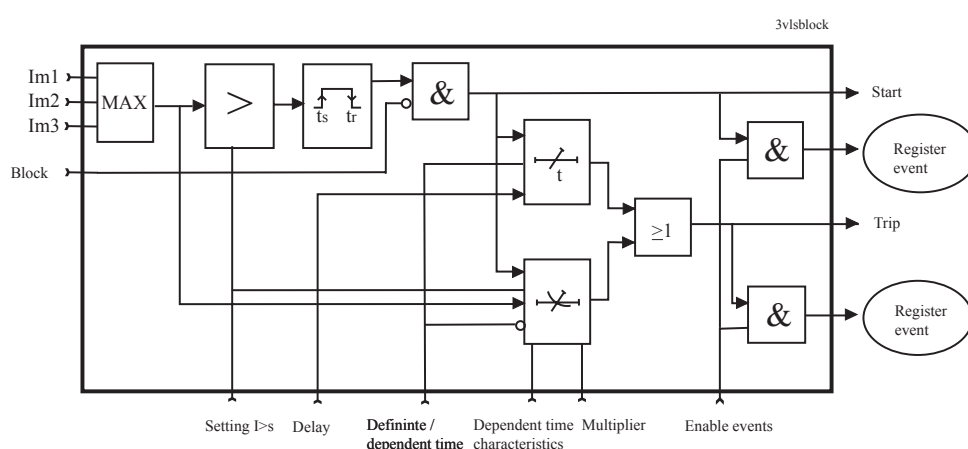 3vlsblock
Im1
Im2
Im3
MAX
>
ts
tr
&
Start
Block
t
&
Register
event
≥1
Trip
&
Register
event
Setting I>s
Delay
Defininte /
dependent time
Dependent time
characteristics
Multiplier
Enable events